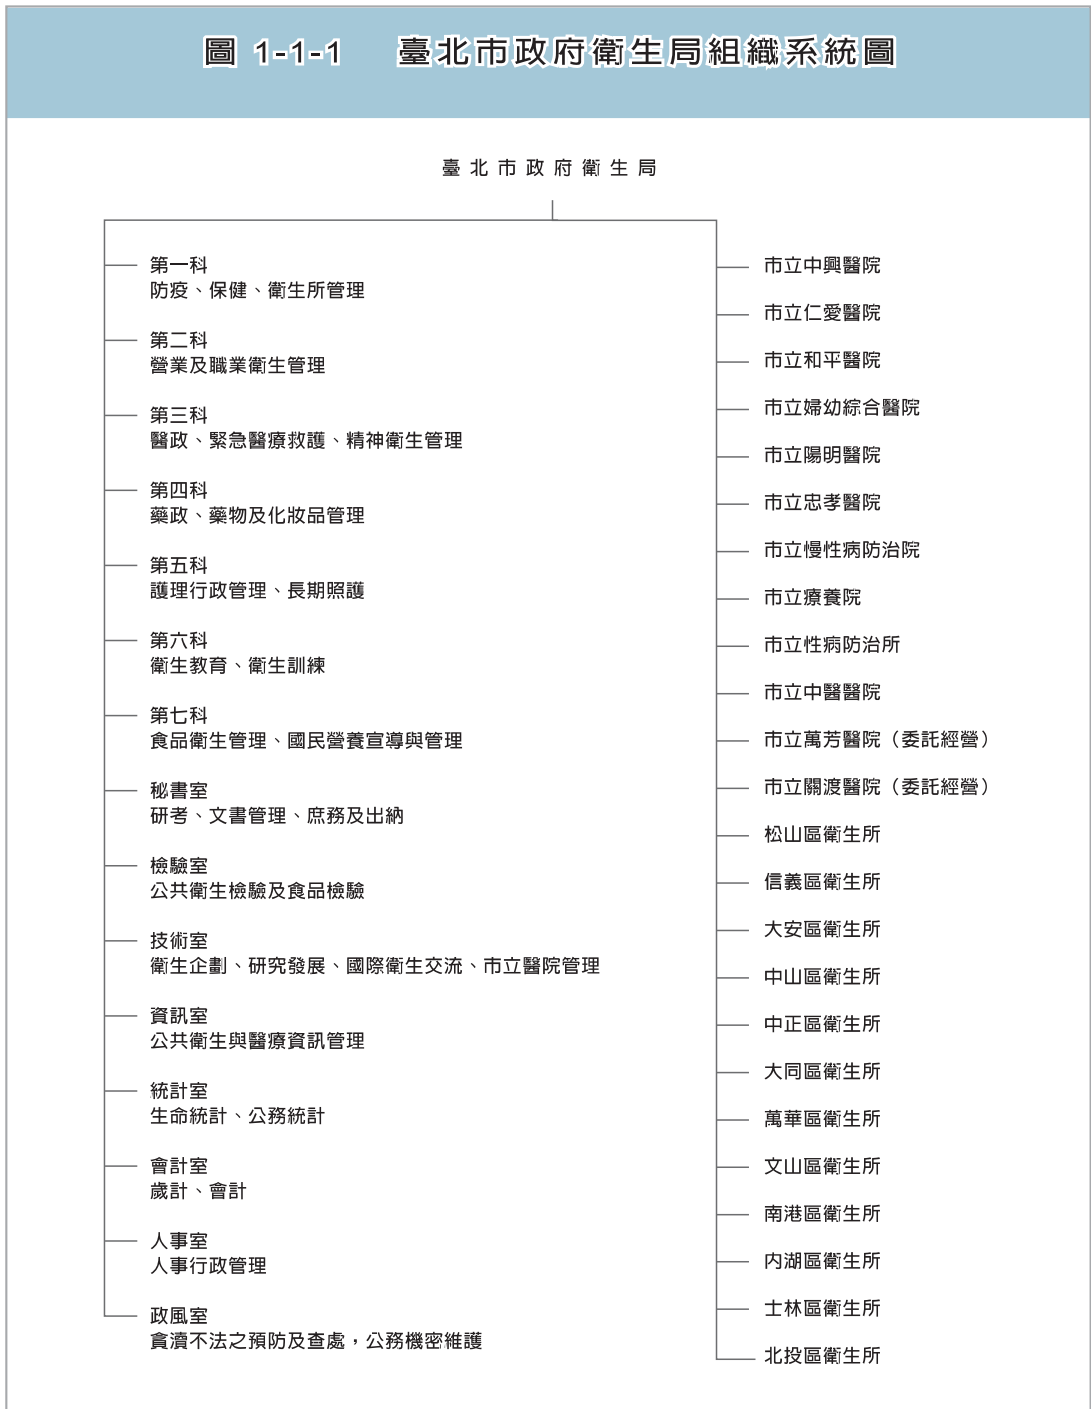 圖 1-1-1 臺北市政府衛生局組織系統圖
臺北市政府衛生局
第一科
防疫、保健、衛生所管理
第二科
營業及職業衛生管理
第三科
醫政、緊急醫療救護、精神衛生管理
第四科
藥政、藥物及化妝品管理
第五科
護理行政管理、長期照護
第六科
衛生教育、衛生訓練
第七科
食品衛生管理、國民營養宣導與管理
秘書室
研考、文書管理、庶務及出納
檢驗室
公共衛生檢驗及食品檢驗
技術室
衛生企劃、研究發展、國際衛生交流、市立醫院管理
資訊室
公共衛生與醫療資訊管理
統計室
生命統計、公務統計
會計室
歲計、會計
人事室
人事行政管理
政風室
貪瀆不法之預防及查處，公務機密維護
市立中興醫院
市立仁愛醫院
市立和平醫院
市立婦幼綜合醫院
市立陽明醫院
市立忠孝醫院
市立慢性病防治院
市立療養院
市立性病防治所
市立中醫醫院
市立萬芳醫院（委託經營）
市立關渡醫院（委託經營）
松山區衛生所
信義區衛生所
大安區衛生所
中山區衛生所
中正區衛生所
大同區衛生所
萬華區衛生所
文山區衛生所
南港區衛生所
內湖區衛生所
士林區衛生所
北投區衛生所